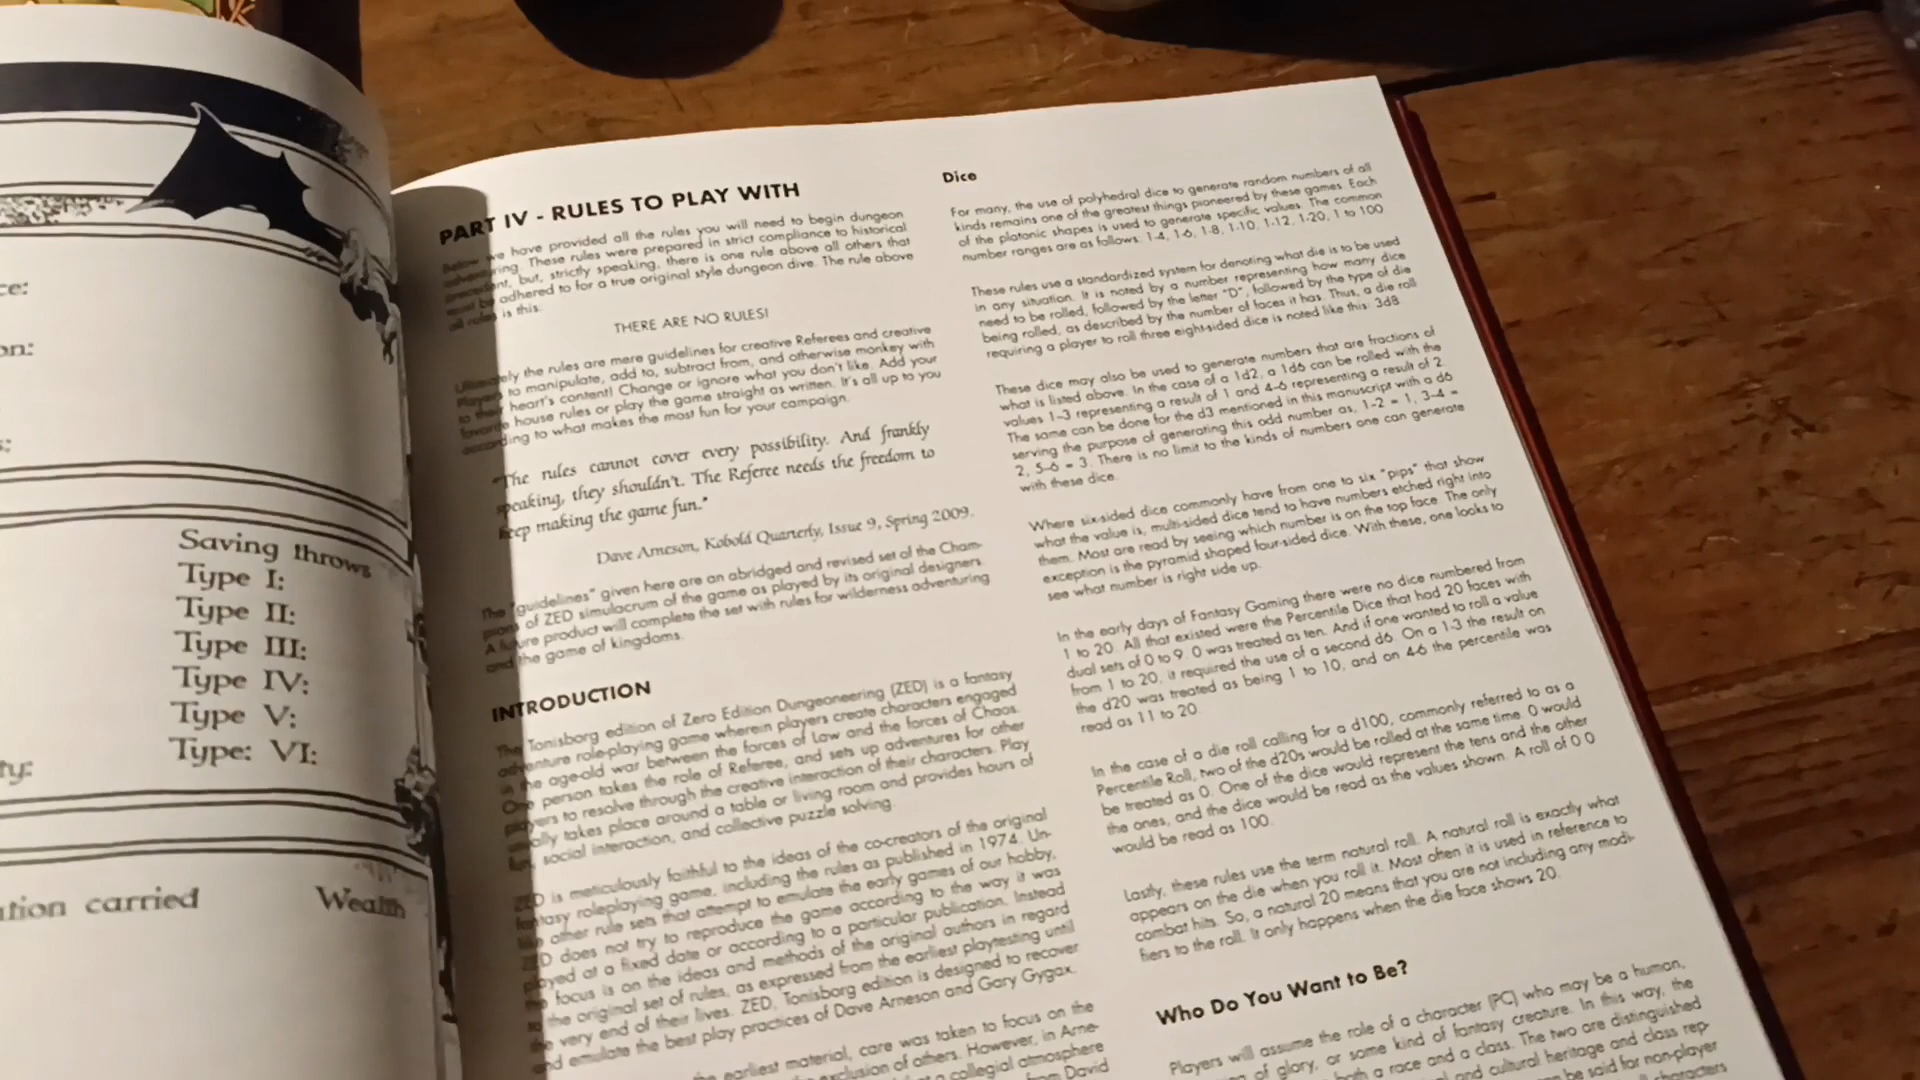 ce:
on:
s:
Saving throws
Type I:
Type II:
Type III:
Type IV:
Type V:
Type: VI:
ty:
ation carried
Wealth
PART IV - RULES TO PLAY WITH
Below we have provided all the rules you will need to begin dungeon
adventuring. These rules were prepared in strict compliance to historical
precedent, but, strictly speaking, there is one rule above all others that
must be adhered to for a true original style dungeon dive. The rule above
all rules is this:
THERE ARE NO RULES!
Ultimately the rules are mere guidelines for creative Referees and creative
Players to manipulate, add to, subtract from, and otherwise monkey with
to their heart's content! Change or ignore what you don't like. Add your
favorite house rules or play the game straight as written. It's all up to you
according to what makes the most fun for your campaign.
"The rules cannot cover every possibility. And frankly
speaking, they shouldn't. The Referee needs the freedom to
keep making the game fun."
Dave Arneson, Kobold Quarterly, Issue 9, Spring 2009.
The "guidelines" given here are an abridged and revised set of the Cham-
pions of ZED simulacrum of the game as played by its original designers.
A future product will complete the set with rules for wilderness adventuring
and the game of kingdoms.
INTRODUCTION
The Tonisborg edition of Zero Edition Dungeoneering (ZED) is a fantasy
adventure role-playing game wherein players create characters engaged
in the age-old war between the forces of Law and the forces of Chaos.
One person takes the role of Referee, and sets up adventures for other
players to resolve through the creative interaction of their characters. Play
usually takes place around a table or living room and provides hours of
fun, social interaction, and collective puzzle solving.
ZED is meticulously faithful to the ideas of the co-creators of the original
fantasy roleplaying game, including the rules as published in 1974. Un-
like other rule sets that attempt to emulate the early games of our hobby,
ZED does not try to reproduce the game according to the way it was
played at a fixed date or according to a particular publication. Instead
the focus is on the ideas and methods of the original authors in regard
to the original set of rules, as expressed from the earliest playtesting until
the very end of their lives. ZED, Tonisborg edition is designed to recover
and emulate the best play practices of Dave Arneson and Gary Gygax.
the earliest material, care was taken to focus on the
exclusion of others. However, in Arne-
a collegial atmosphere
from David
Dice
For many, the use of polyhedral dice to generate random numbers of all
kinds remains one of the greatest things pioneered by these games. Each
of the platonic shapes is used to generate specific values. The common
number ranges are as follows: 1-4, 1-6, 1-8, 1-10, 1-12, 1-20, 1 to 100
These rules use a standardized system for denoting what die is to be used
in any situation. It is noted by a number representing how many dice
need to be rolled, followed by the letter "D", followed by the type of die
being rolled, as described by the number of faces it has. Thus, a die roll
requiring a player to roll three eight-sided dice is noted like this: 3d8
These dice may also be used to generate numbers that are fractions of
what is listed above. In the case of a 1d2, a 1d6 can be rolled with the
values 1-3 representing a result of 1 and 4-6 representing a result of 2.
The same can be done for the d3 mentioned in this manuscript with a d6
serving the purpose of generating this odd number as, 1-2 = 1, 3-4 =
2, 5-6 = 3. There is no limit to the kinds of numbers one can generate
with these dice.
Where six-sided dice commonly have from one to six "pips" that show
what the value is, multi-sided dice tend to have numbers etched right into
them. Most are read by seeing which number is on the top face. The only
exception is the pyramid shaped four-sided dice. With these, one looks to
see what number is right side up.
In the early days of Fantasy Gaming there were no dice numbered from
1 to 20. All that existed were the Percentile Dice that had 20 faces with
dual sets of 0 to 9. 0 was treated as ten. And if one wanted to roll a value
from 1 to 20, it required the use of a second d6. On a 1-3 the result on
the d20 was treated as being 1 to 10, and on 4-6 the percentile was
read as 11 to 20.
In the case of a die roll calling for a d100, commonly referred to as a
Percentile Roll, two of the d20s would be rolled at the same time. 0 would
be treated as 0. One of the dice would represent the tens and the other
the ones, and the dice would be read as the values shown. A roll of 0 0
would be read as 100.
Lastly, these rules use the term natural roll. A natural roll is exactly what
appears on the die when you roll it. Most often it is used in reference to
combat hits. So, a natural 20 means that you are not including any modi-
fiers to the roll. It only happens when the die face shows 20.
Who Do You Want to Be?
Players will assume the role of a character (PC) who may be a human,
of glory, or some kind of fantasy creature. In this way, the
both a race and a class. The two are distinguished
and cultural heritage and class rep-
be said for non-player
characters